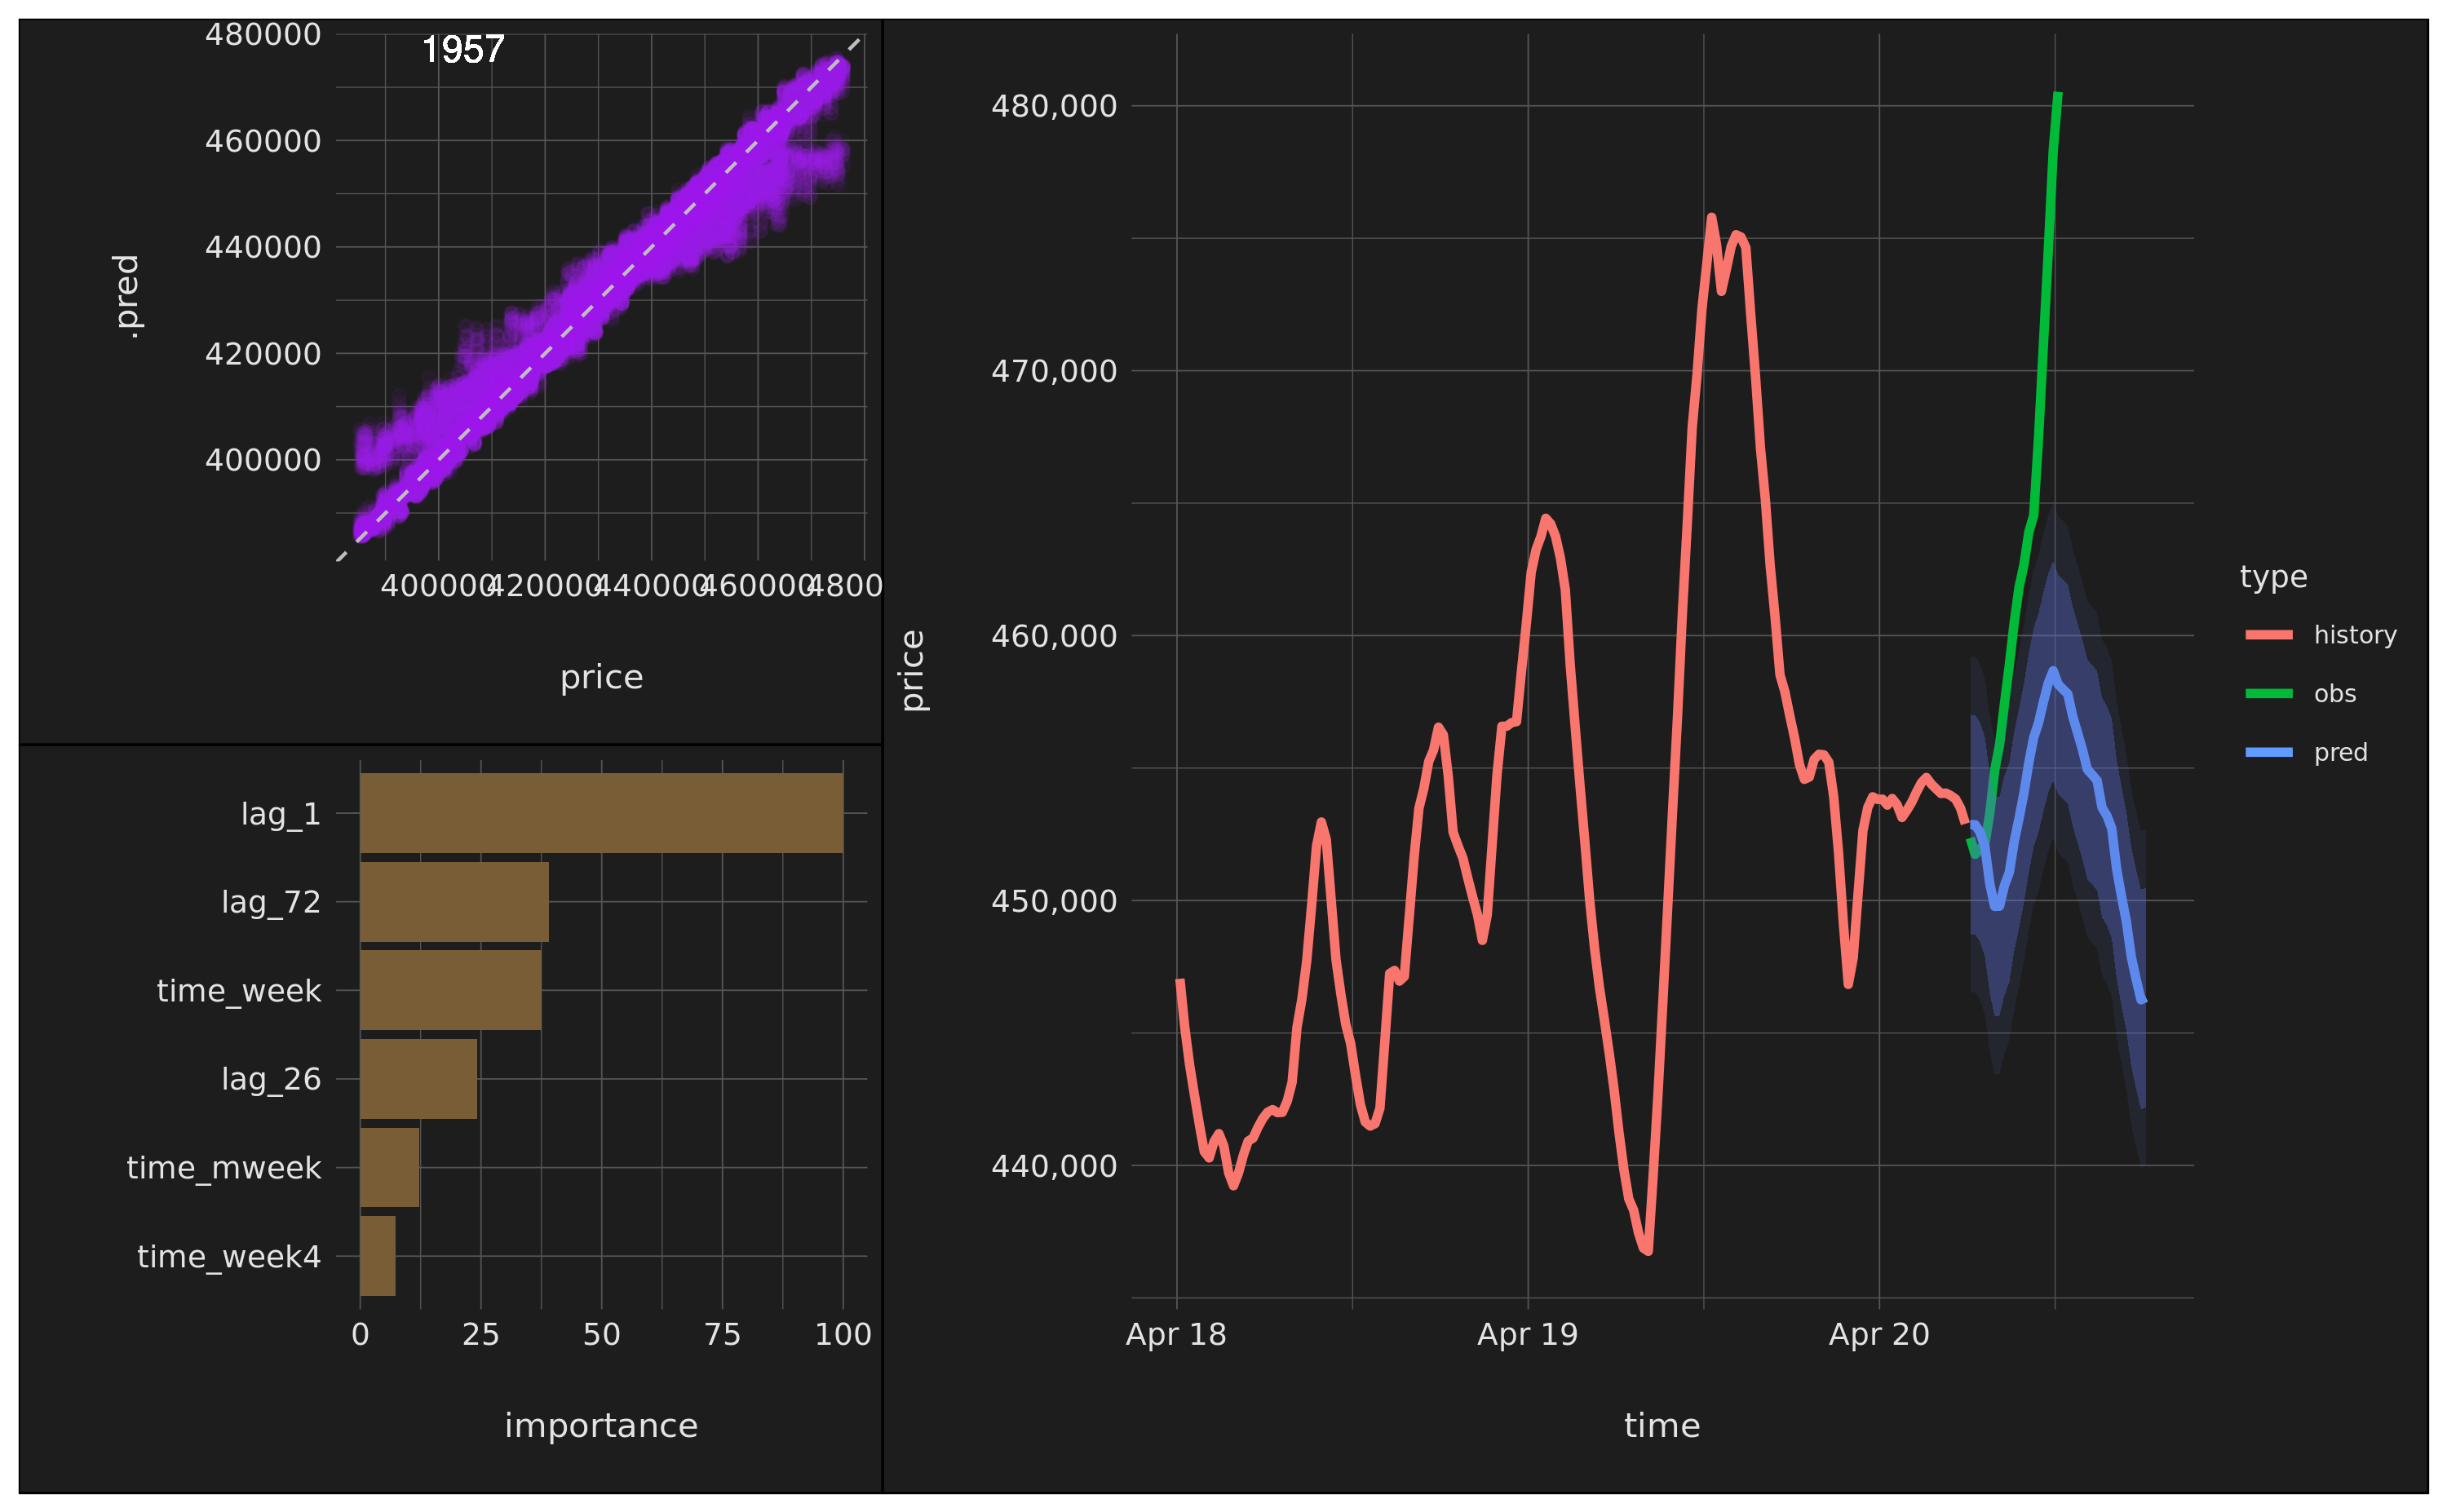 480000
1957
460000
440000
420000
400000
.pred
400000 420000 440000 460000 4800
price
lag_1
lag_72
time_week
lag_26
time_mweek
time_week4
0 25 50 75 100
importance
480,000
470,000
460,000
450,000
440,000
price
Apr 18 Apr 19 Apr 20
time
type
history
obs
pred